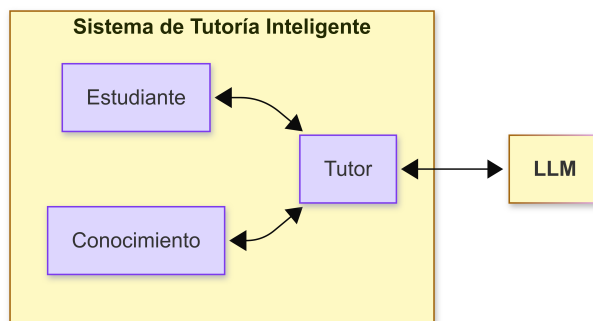 Sistema de Tutoría Inteligente
Estudiante
Tutor
LLM
Conocimiento